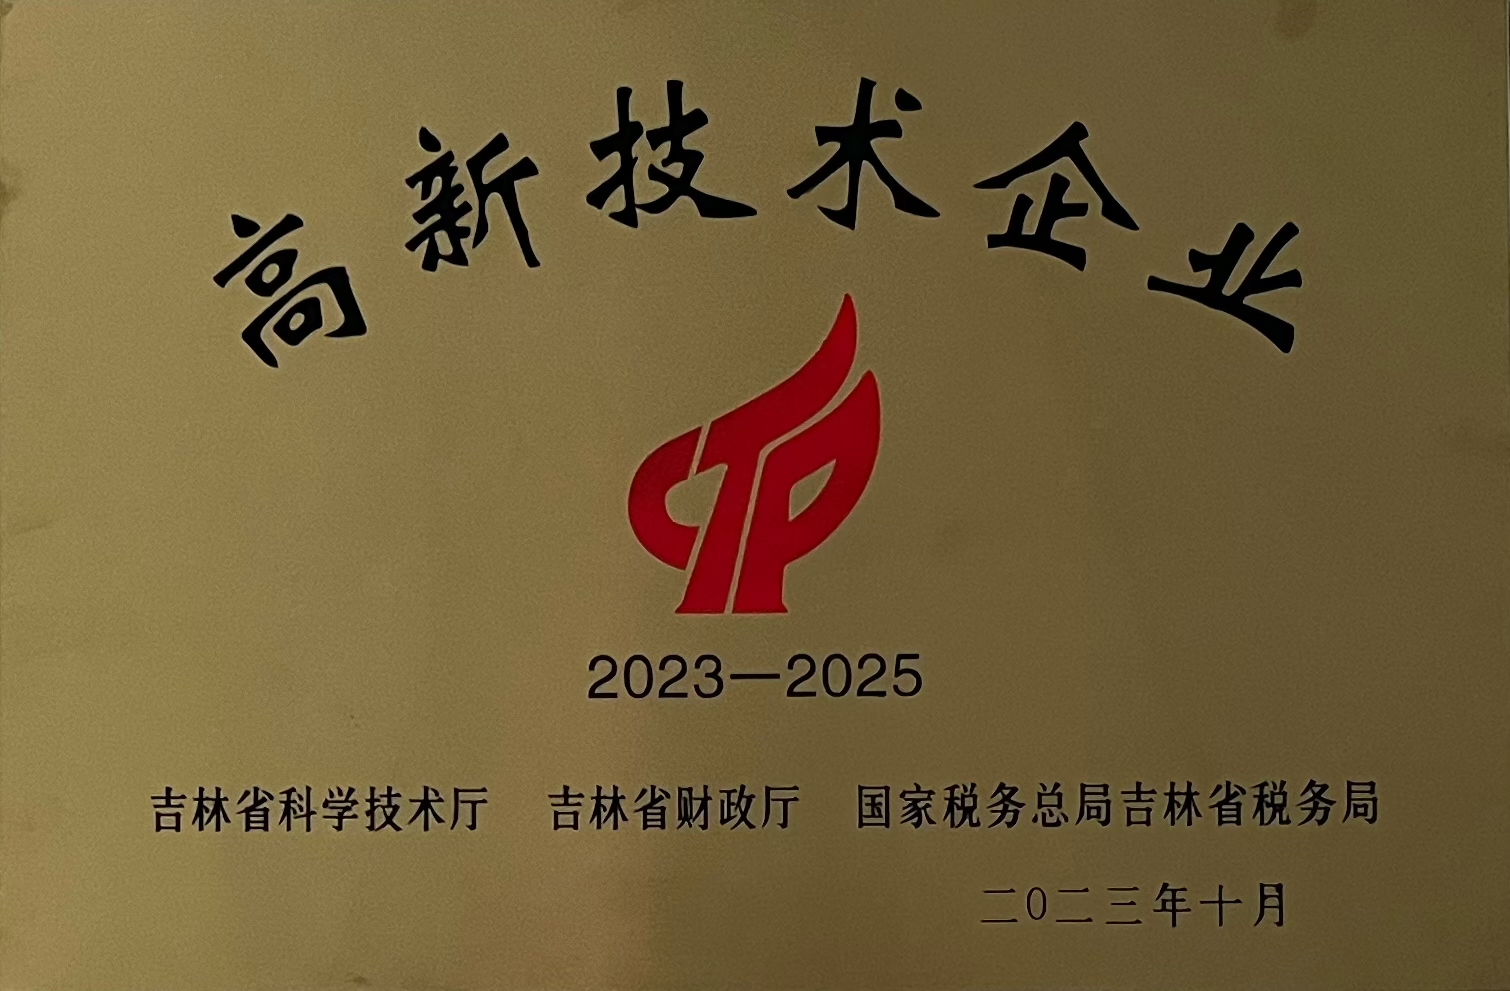 高新技术企业
CTP
2023—2025
吉林省科学技术厅 吉林省财政厅 国家税务总局吉林省税务局
二〇二三年十月